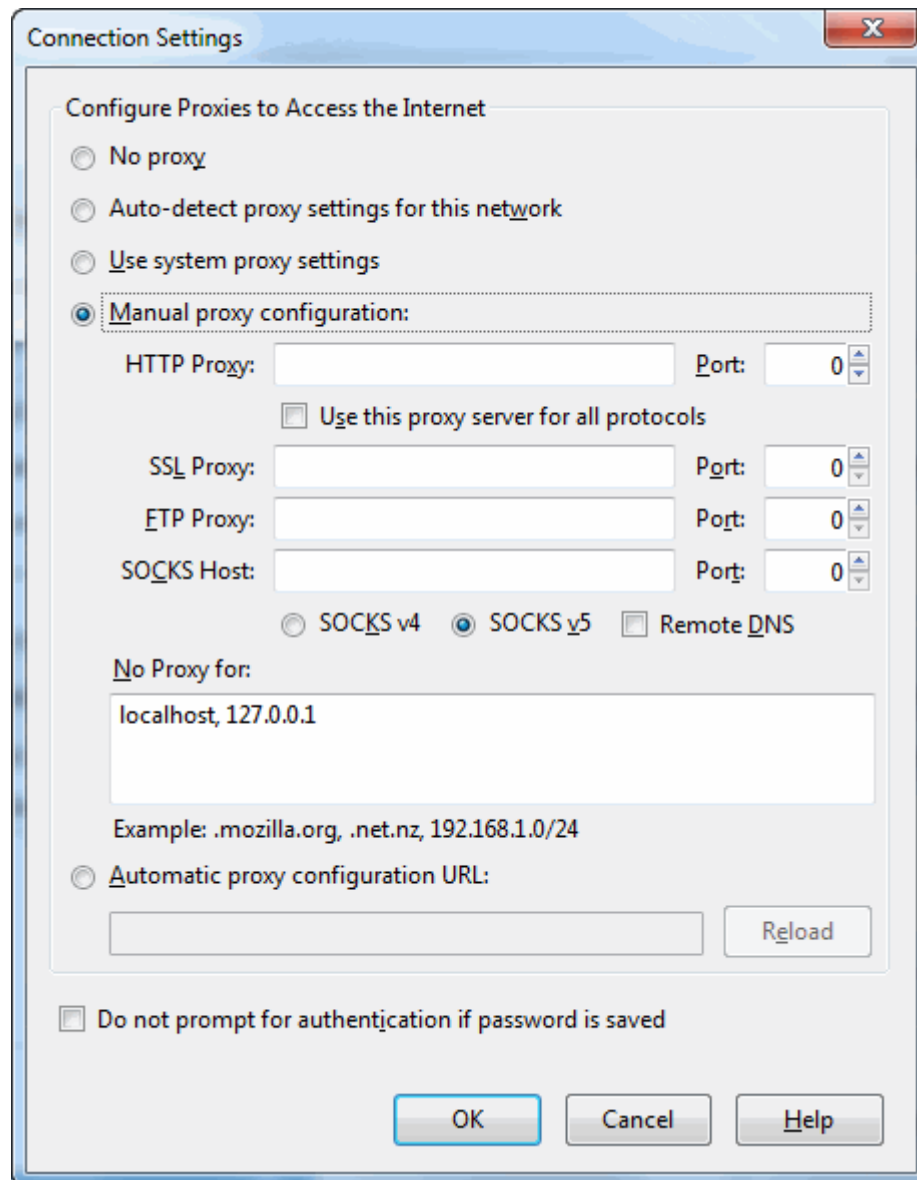 Connection Settings
Configure Proxies to Access the Internet
No proxy
Auto-detect proxy settings for this network
Use system proxy settings
Manual proxy configuration:
HTTP Proxy: Port: 0
Use this proxy server for all protocols
SSL Proxy: Port: 0
FTP Proxy: Port: 0
SOCKS Host: Port: 0
SOCKS v4 SOCKS v5 Remote DNS
No Proxy for:
localhost, 127.0.0.1
Example: .mozilla.org, .net.nz, 192.168.1.0/24
Automatic proxy configuration URL:
Reload
Do not prompt for authentication if password is saved
OK Cancel Help